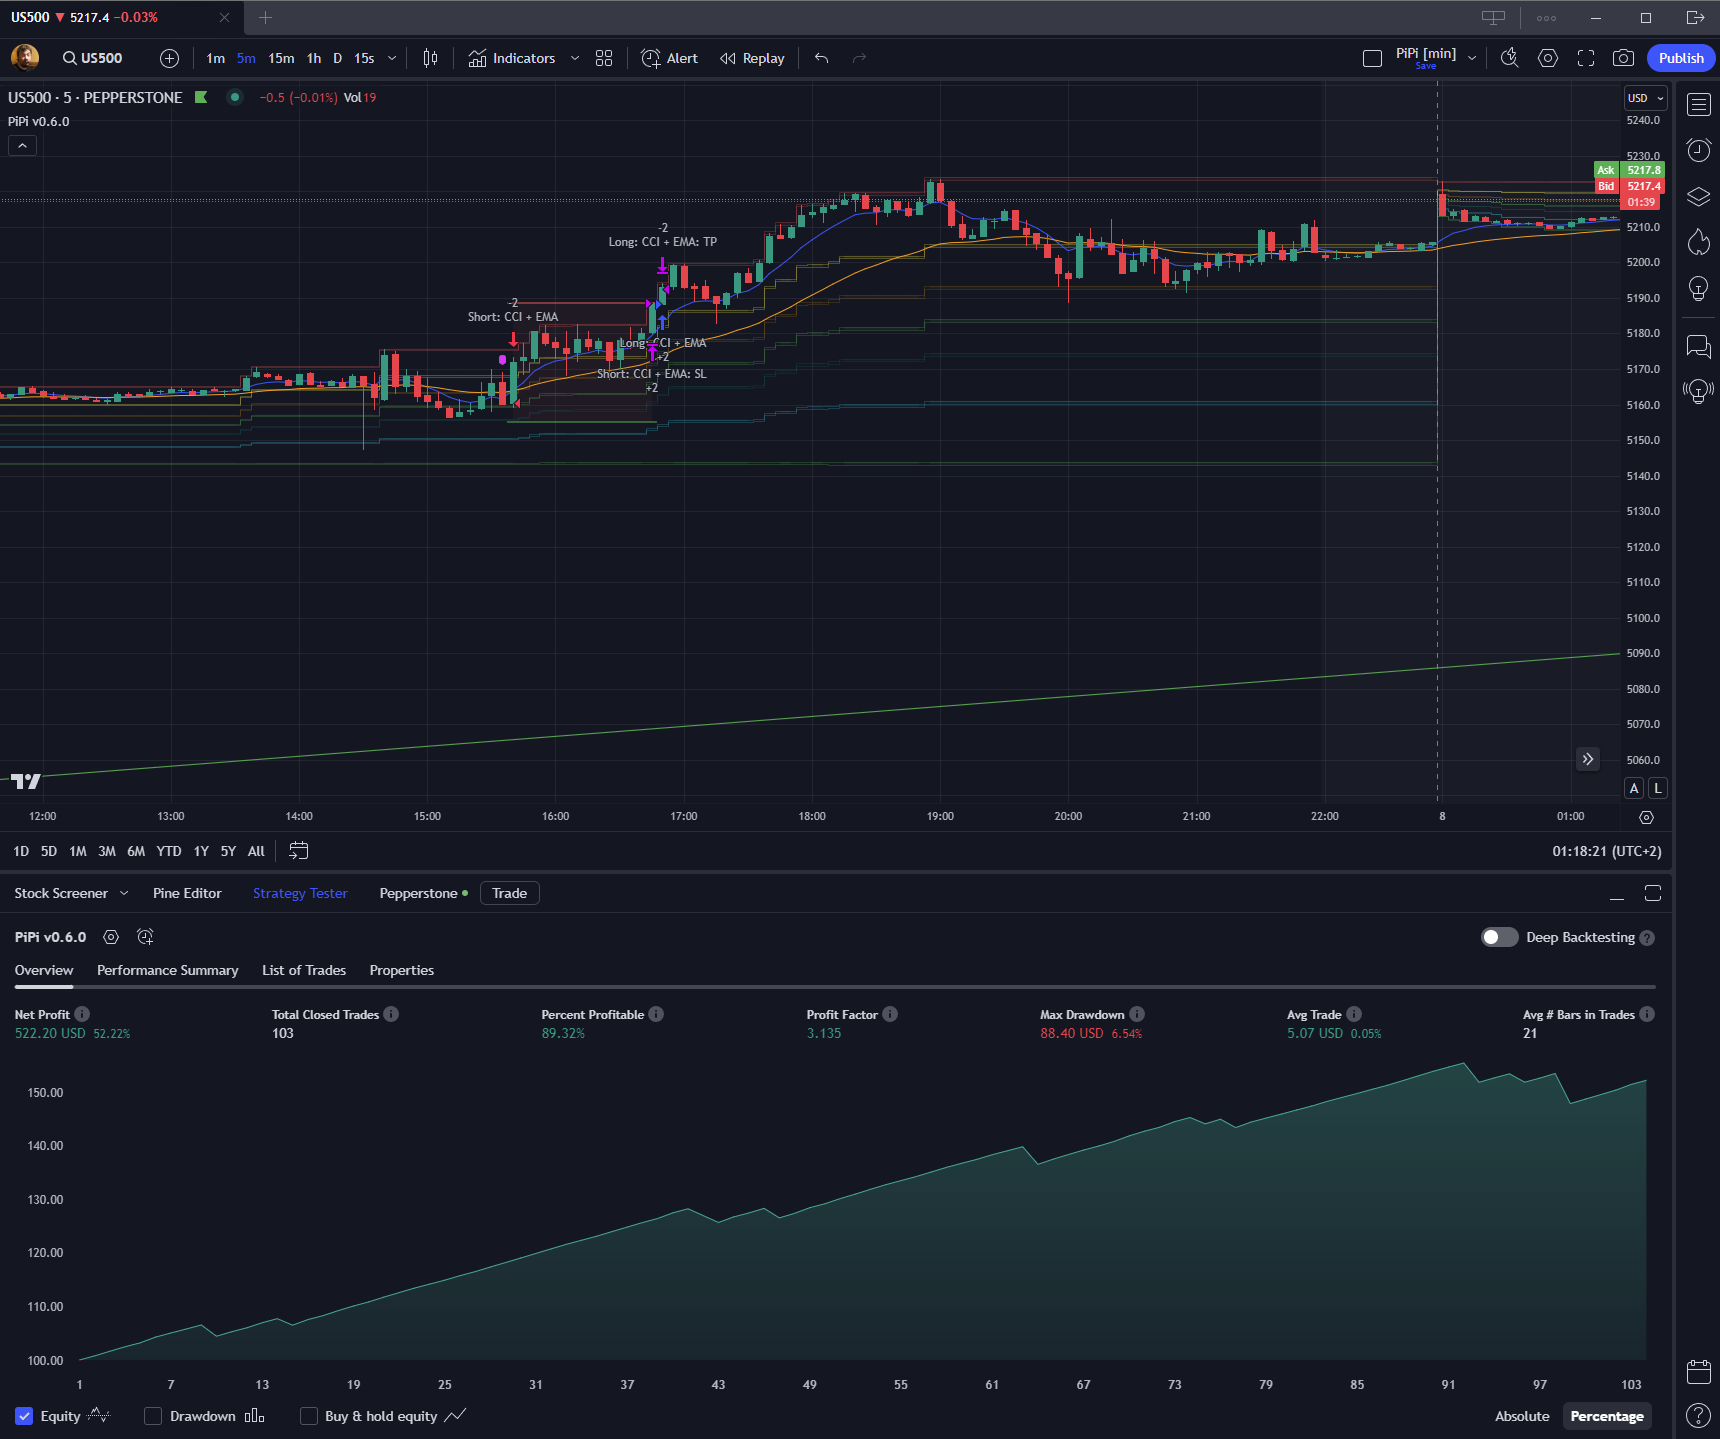 US500 ▼ 5217.4 −0.03%
US500
1m 5m 15m 1h D 15s
Indicators
Alert
Replay
PiPi [min]
Save
Publish
US500 · 5 · PEPPERSTONE
−0.5 (−0.01%) Vol 19
PiPi v0.6.0
USD
5240.0
5230.0
Ask 5217.8
Bid 5217.4
01:39
5210.0
5200.0
5190.0
5180.0
5170.0
5160.0
5150.0
5140.0
5130.0
5120.0
5110.0
5100.0
5090.0
5080.0
5070.0
5060.0
-2
Long: CCI + EMA: TP
-2
Short: CCI + EMA
Long: CCI + EMA
+2
Short: CCI + EMA: SL
+2
A L
12:00 13:00 14:00 15:00 16:00 17:00 18:00 19:00 20:00 21:00 22:00 8 01:00
1D 5D 1M 3M 6M YTD 1Y 5Y All
01:18:21 (UTC+2)
Stock Screener Pine Editor Strategy Tester Pepperstone Trade
PiPi v0.6.0
Deep Backtesting
Overview Performance Summary List of Trades Properties
Net Profit Total Closed Trades Percent Profitable Profit Factor Max Drawdown Avg Trade Avg # Bars in Trades
522.20 USD 52.22% 103 89.32% 3.135 88.40 USD 6.54% 5.07 USD 0.05% 21
150.00
140.00
130.00
120.00
110.00
100.00
1 7 13 19 25 31 37 43 49 55 61 67 73 79 85 91 97 103
Equity Drawdown Buy & hold equity Absolute Percentage